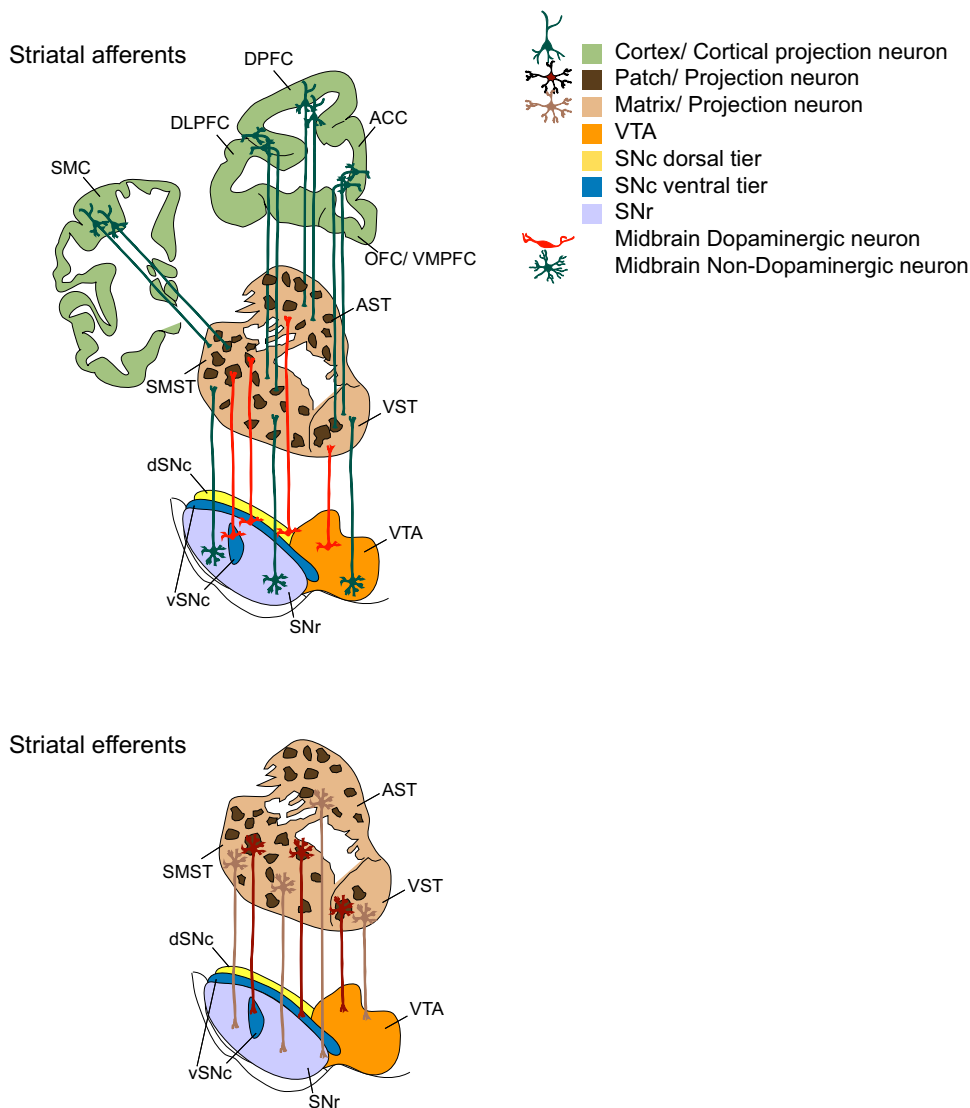 Striatal afferents
DPFC
DLPFC
ACC
SMC
OFC/ VMPFC
AST
SMST
VST
dSNc
VTA
vSNc
SNr
Cortex/ Cortical projection neuron
Patch/ Projection neuron
Matrix/ Projection neuron
VTA
SNc dorsal tier
SNc ventral tier
SNr
Midbrain Dopaminergic neuron
Midbrain Non-Dopaminergic neuron
Striatal efferents
AST
SMST
VST
dSNc
VTA
vSNc
SNr